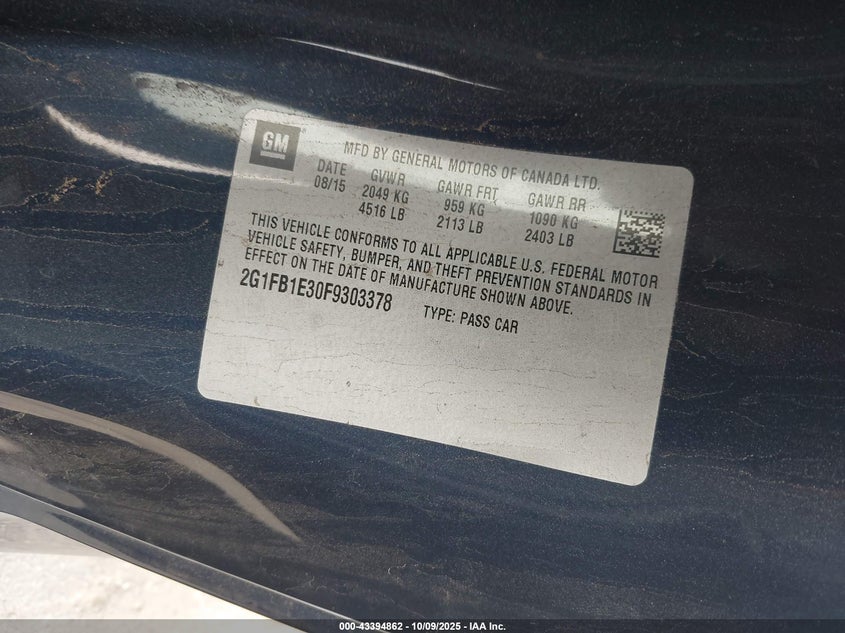 GM
MFD BY GENERAL MOTORS OF CANADA LTD.
DATE GVWR GAWR FRT GAWR RR
08/15 2049 KG 959 KG 1090 KG
4516 LB 2113 LB 2403 LB
THIS VEHICLE CONFORMS TO ALL APPLICABLE U.S. FEDERAL MOTOR
VEHICLE SAFETY, BUMPER, AND THEFT PREVENTION STANDARDS IN
EFFECT ON THE DATE OF MANUFACTURE SHOWN ABOVE.
2G1FB1E30F9303378 TYPE: PASS CAR
000-43394862 - 10/09/2025 - IAA Inc.